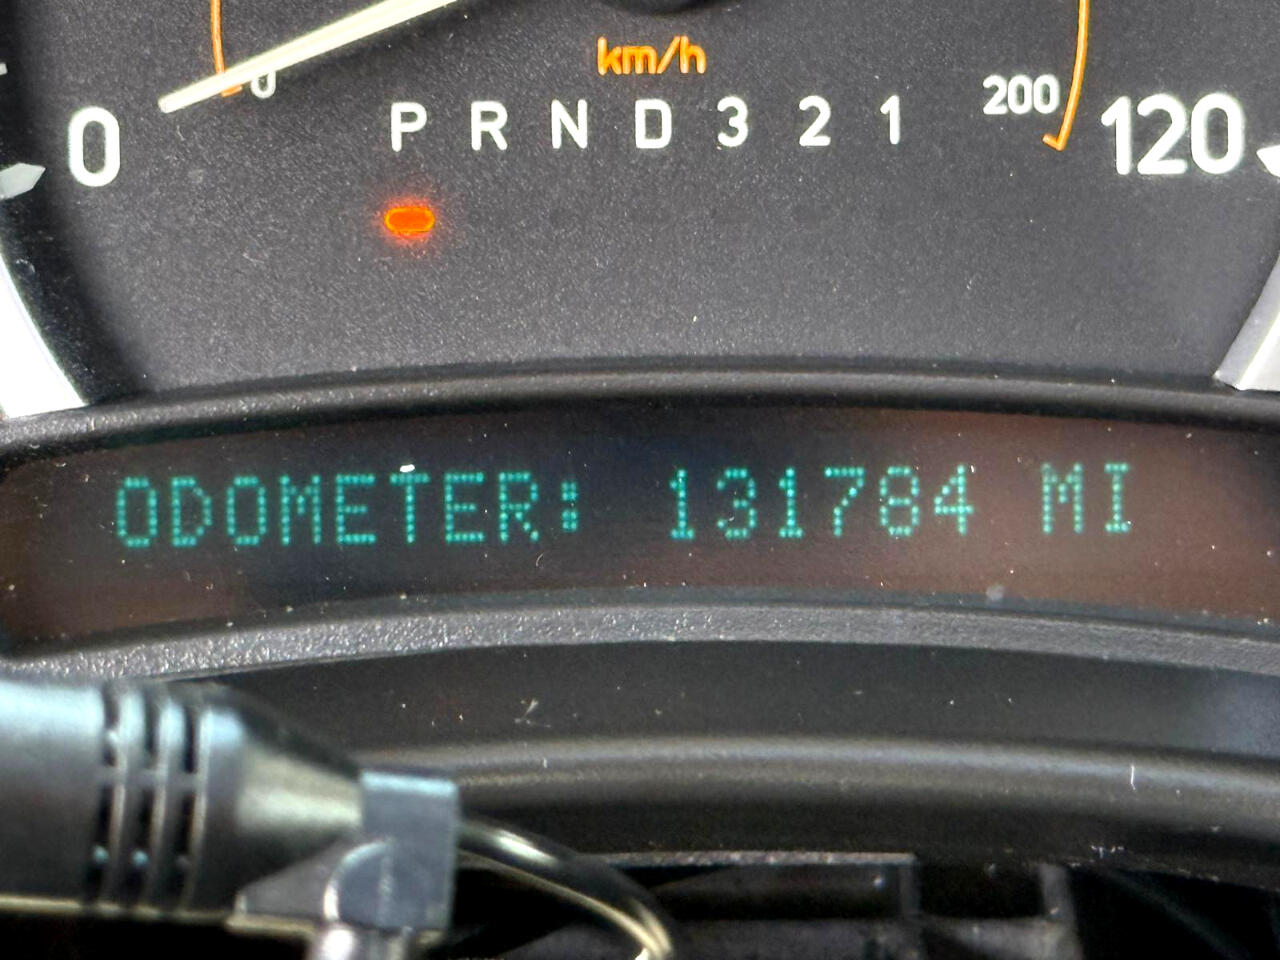 km/h
0 0 P R N D 3 2 1 200 120
ODOMETER: 131784 MI